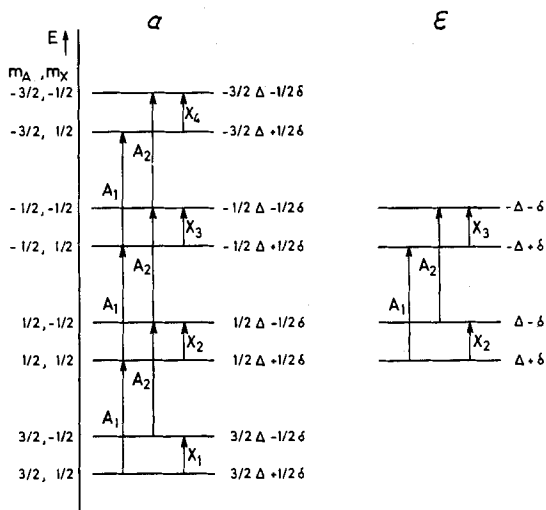 a ε
E
m_A , m_X
-3/2, -1/2 -3/2 Δ -1/2 δ
X_4
-3/2, 1/2 -3/2 Δ +1/2 δ
A_2
A_1
-1/2, -1/2 -1/2 Δ -1/2 δ -Δ - δ
X_3 X_3
-1/2, 1/2 -1/2 Δ +1/2 δ -Δ + δ
A_2 A_2
A_1 A_1
1/2, -1/2 1/2 Δ -1/2 δ Δ - δ
X_2 X_2
1/2, 1/2 1/2 Δ +1/2 δ Δ + δ
A_2
A_1
3/2, -1/2 3/2 Δ -1/2 δ
X_1
3/2, 1/2 3/2 Δ +1/2 δ